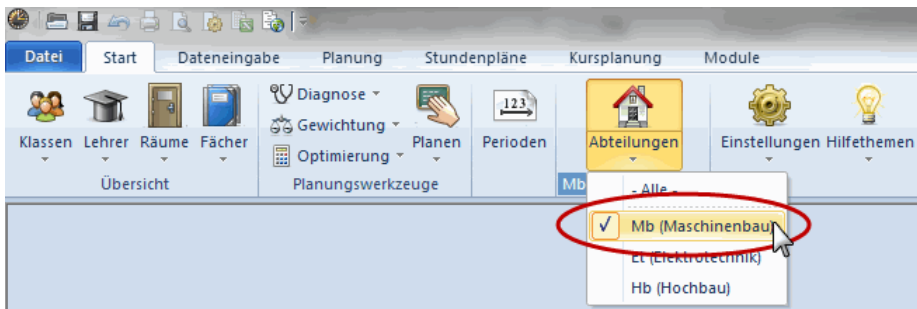 Datei Start Dateneingabe Planung Stundenpläne Kursplanung Module
Klassen Lehrer Räume Fächer
Übersicht
Diagnose
Gewichtung
Optimierung
Planen
Planungswerkzeuge
123
Perioden
Abteilungen
Mb
Einstellungen Hilfethemen
- Alle -
Mb (Maschinenbau)
Et (Elektrotechnik)
Hb (Hochbau)